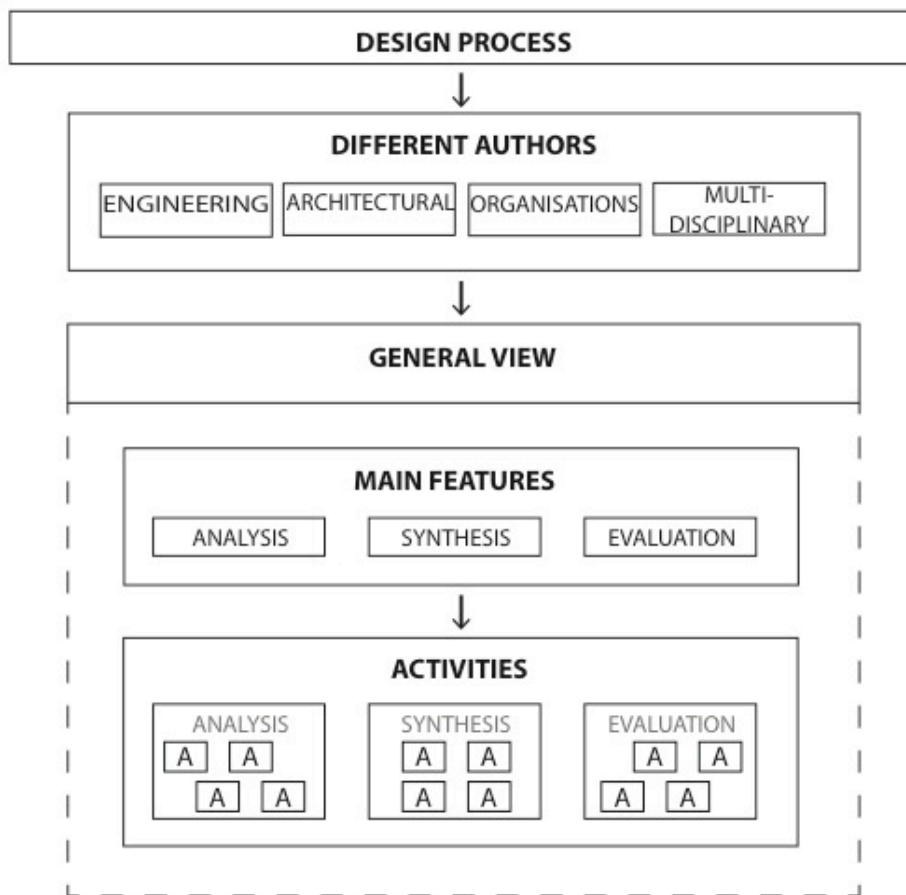 DESIGN PROCESS
DIFFERENT AUTHORS
ENGINEERING ARCHITECTURAL ORGANISATIONS MULTI-
DISCIPLINARY
GENERAL VIEW
MAIN FEATURES
ANALYSIS SYNTHESIS EVALUATION
ACTIVITIES
ANALYSIS SYNTHESIS EVALUATION
A A A A A A
A A A A A A